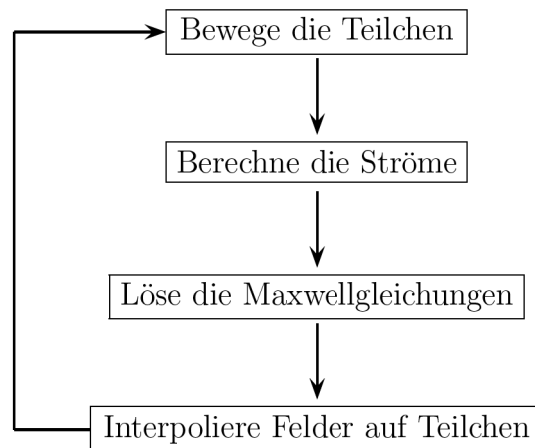 Bewege die Teilchen
Berechne die Ströme
Löse die Maxwellgleichungen
Interpoliere Felder auf Teilchen